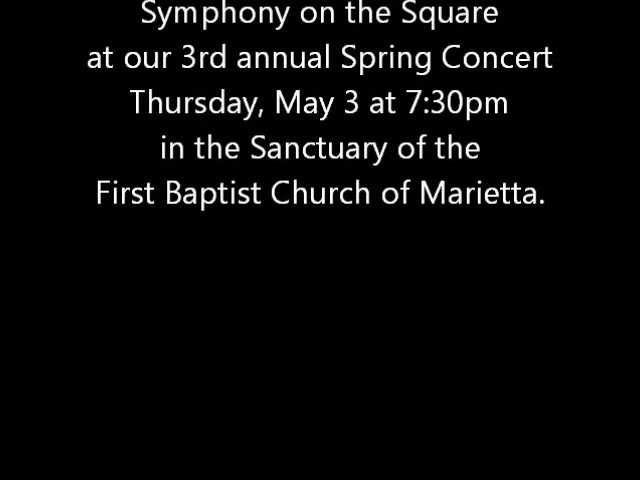 Symphony on the Square
at our 3rd annual Spring Concert
Thursday, May 3 at 7:30pm
in the Sanctuary of the
First Baptist Church of Marietta.